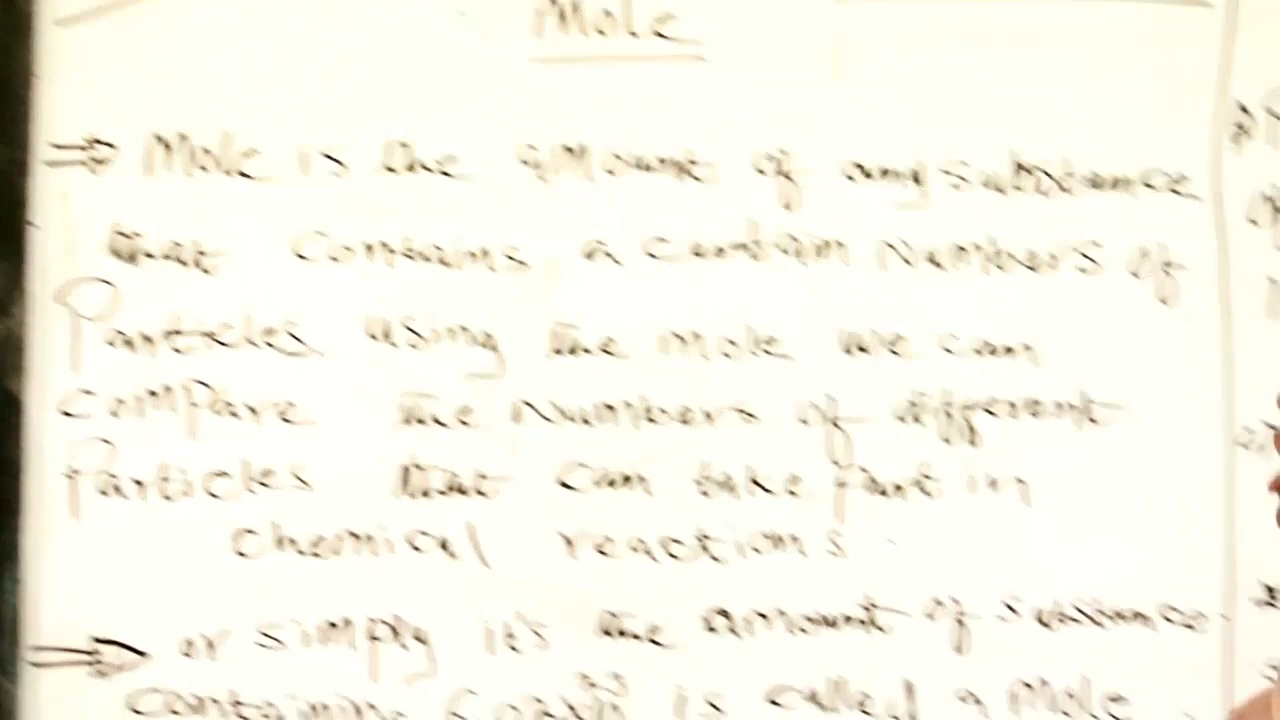 Mole
⇒ Mole is the amount of any substance
that contains a certain numbers of
Particles using the mole we can
compare the numbers of different
Particles that can take part in
chemical reactions.
⇒ or simply it's the amount of substance
containing is called a Mole